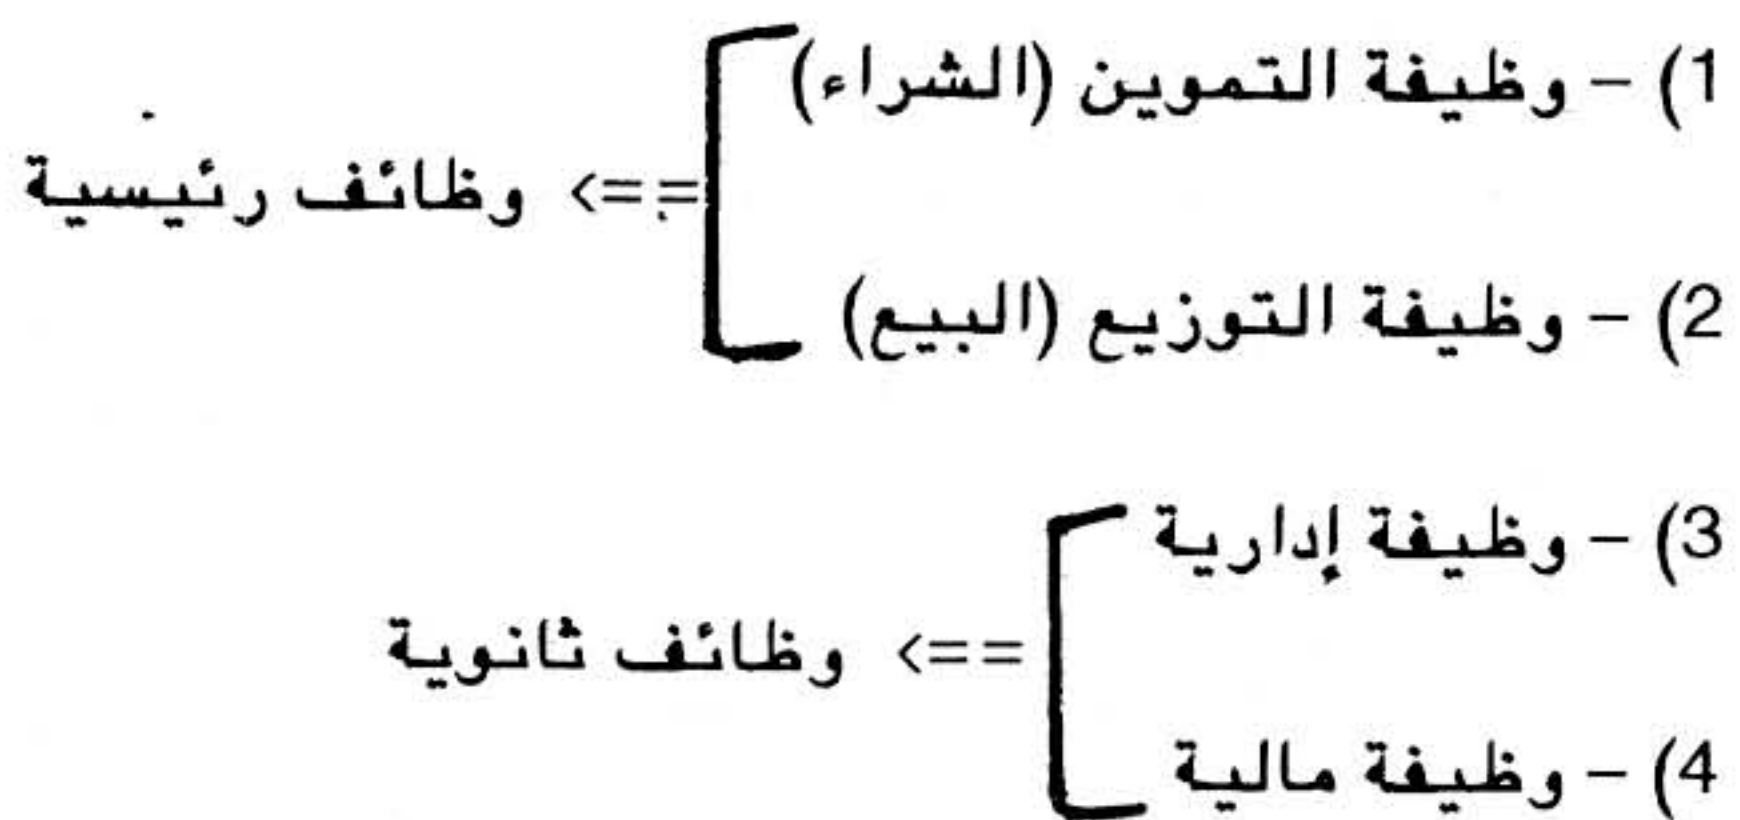 1) – وظيفة التموين (الشراء)
==> وظائف رئيسية
2) – وظيفة التوزيع (البيع)
3) – وظيفة إدارية
==> وظائف ثانوية
4) – وظيفة مالية